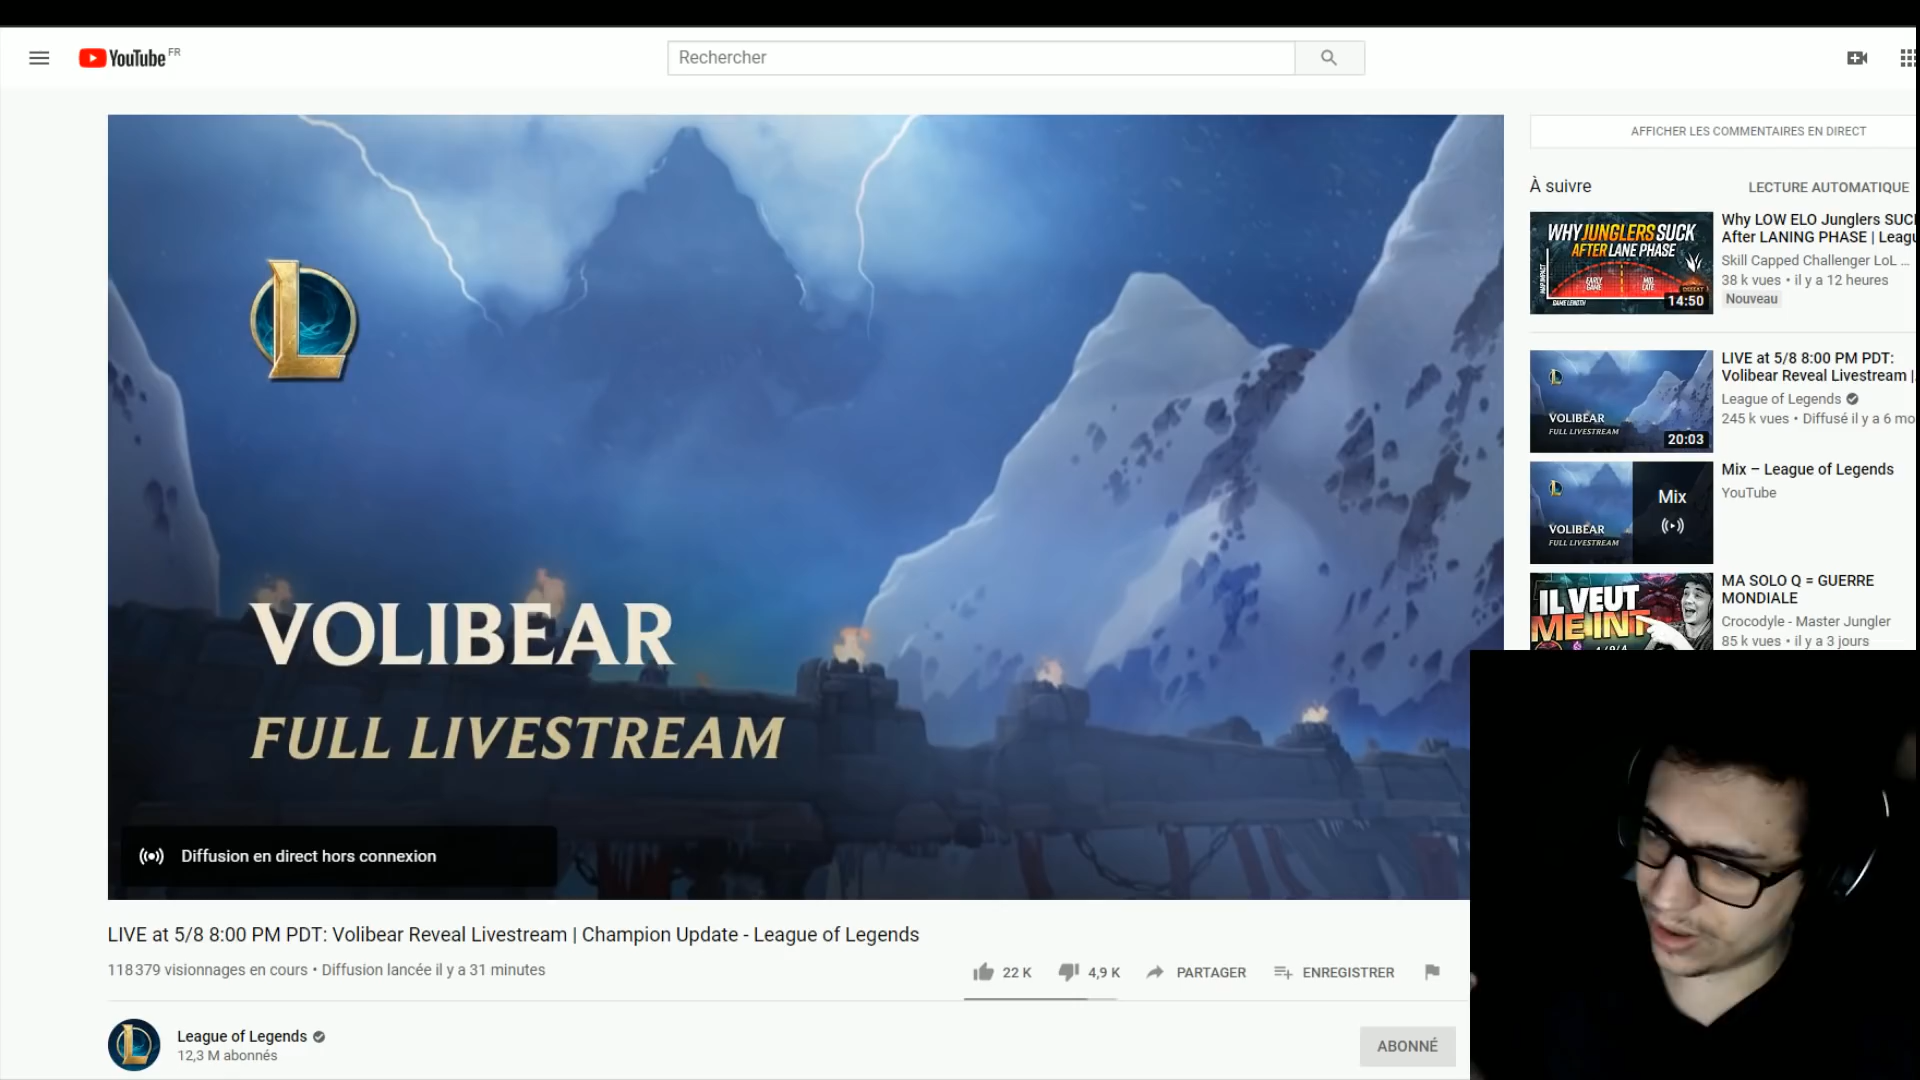 YouTube FR
Rechercher
AFFICHER LES COMMENTAIRES EN DIRECT
À suivre
LECTURE AUTOMATIQUE
WHY JUNGLERS SUCK
AFTER LANE PHASE
EARLY GAME
MID LATE
GAME LENGTH
14:50
Why LOW ELO Junglers SUC
After LANING PHASE | Leagu
Skill Capped Challenger LoL ...
38 k vues • il y a 12 heures
Nouveau
VOLIBEAR
FULL LIVESTREAM
20:03
LIVE at 5/8 8:00 PM PDT:
Volibear Reveal Livestream |
League of Legends
245 k vues • Diffusé il y a 6 mo
VOLIBEAR
FULL LIVESTREAM
Mix
Mix – League of Legends
YouTube
IL VEUT
ME INT
MA SOLO Q = GUERRE
MONDIALE
Crocodyle - Master Jungler
85 k vues • il y a 3 jours
VOLIBEAR
FULL LIVESTREAM
Diffusion en direct hors connexion
LIVE at 5/8 8:00 PM PDT: Volibear Reveal Livestream | Champion Update - League of Legends
118 379 visionnages en cours • Diffusion lancée il y a 31 minutes
22 K
4,9 K
PARTAGER
ENREGISTRER
League of Legends
12,3 M abonnés
ABONNÉ